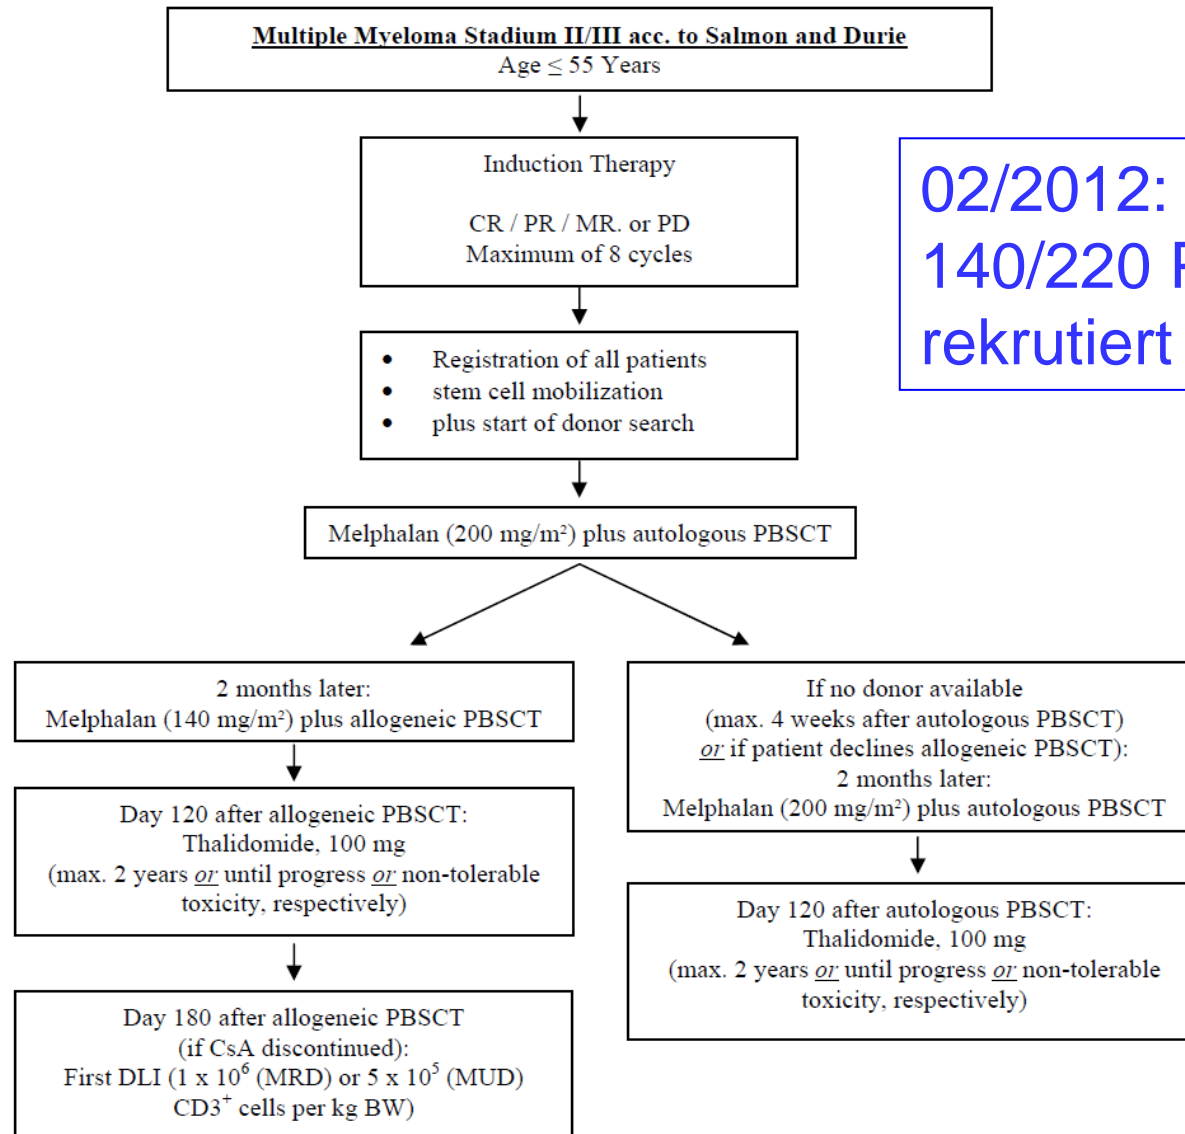 Multiple Myeloma Stadium II/III acc. to Salmon and Durie
Age ≤ 55 Years
Induction Therapy
CR / PR / MR. or PD
Maximum of 8 cycles
02/2012:
140/220
rekrutiert
• Registration of all patients
• stem cell mobilization
• plus start of donor search
Melphalan (200 mg/m²) plus autologous PBSCT
2 months later:
Melphalan (140 mg/m²) plus allogeneic PBSCT
Day 120 after allogeneic PBSCT:
Thalidomide, 100 mg
(max. 2 years or until progress or non-tolerable
toxicity, respectively)
Day 180 after allogeneic PBSCT
(if CsA discontinued):
First DLI (1 x 10⁶ (MRD) or 5 x 10⁵ (MUD)
CD3⁺ cells per kg BW)
If no donor available
(max. 4 weeks after autologous PBSCT)
or if patient declines allogeneic PBSCT):
2 months later:
Melphalan (200 mg/m²) plus autologous PBSCT
Day 120 after autologous PBSCT:
Thalidomide, 100 mg
(max. 2 years or until progress or non-tolerable
toxicity, respectively)